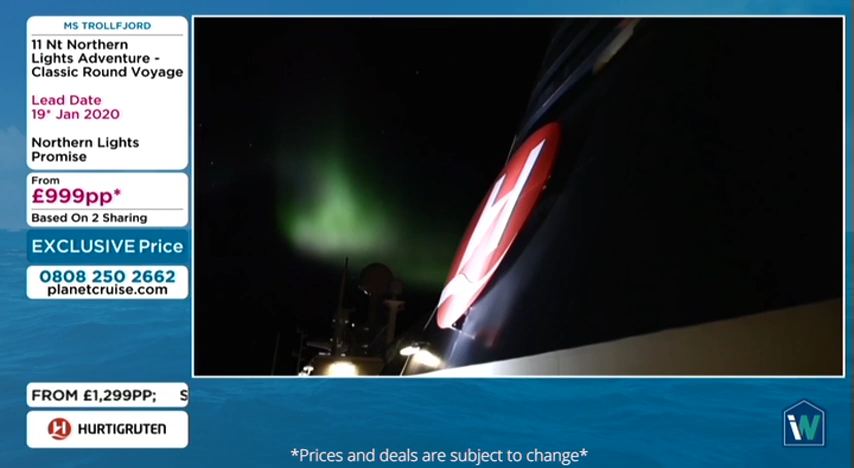 MS TROLLFJORD
11 Nt Northern
Lights Adventure -
Classic Round Voyage
Lead Date
19* Jan 2020
Northern Lights
Promise
From
£999pp*
Based On 2 Sharing
EXCLUSIVE Price
0808 250 2662
planetcruise.com
FROM £1,299PP; S
HURTIGRUTEN
*Prices and deals are subject to change*
H
iW